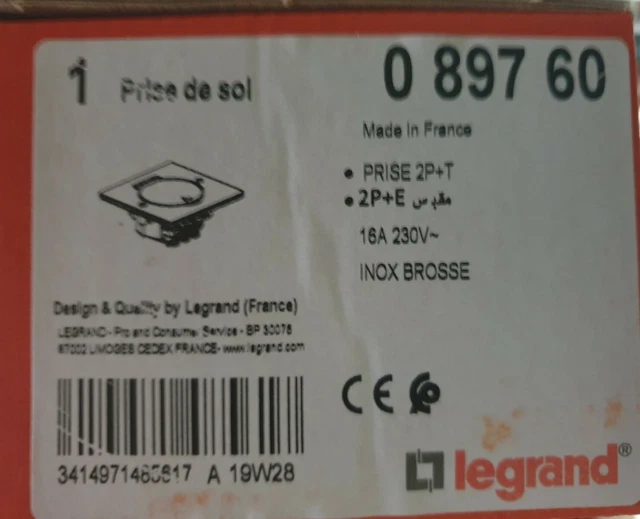 1 Prise de sol
0 897 60
Made in France
• PRISE 2P+T
• 2P+E مقبس
16A 230V~
INOX BROSSE
Design & Quality by Legrand (France)
LEGRAND - Pro and Consumer Service - BP 30076
87002 LIMOGES CEDEX FRANCE - www.legrand.com
CE
A 19W28
legrand®